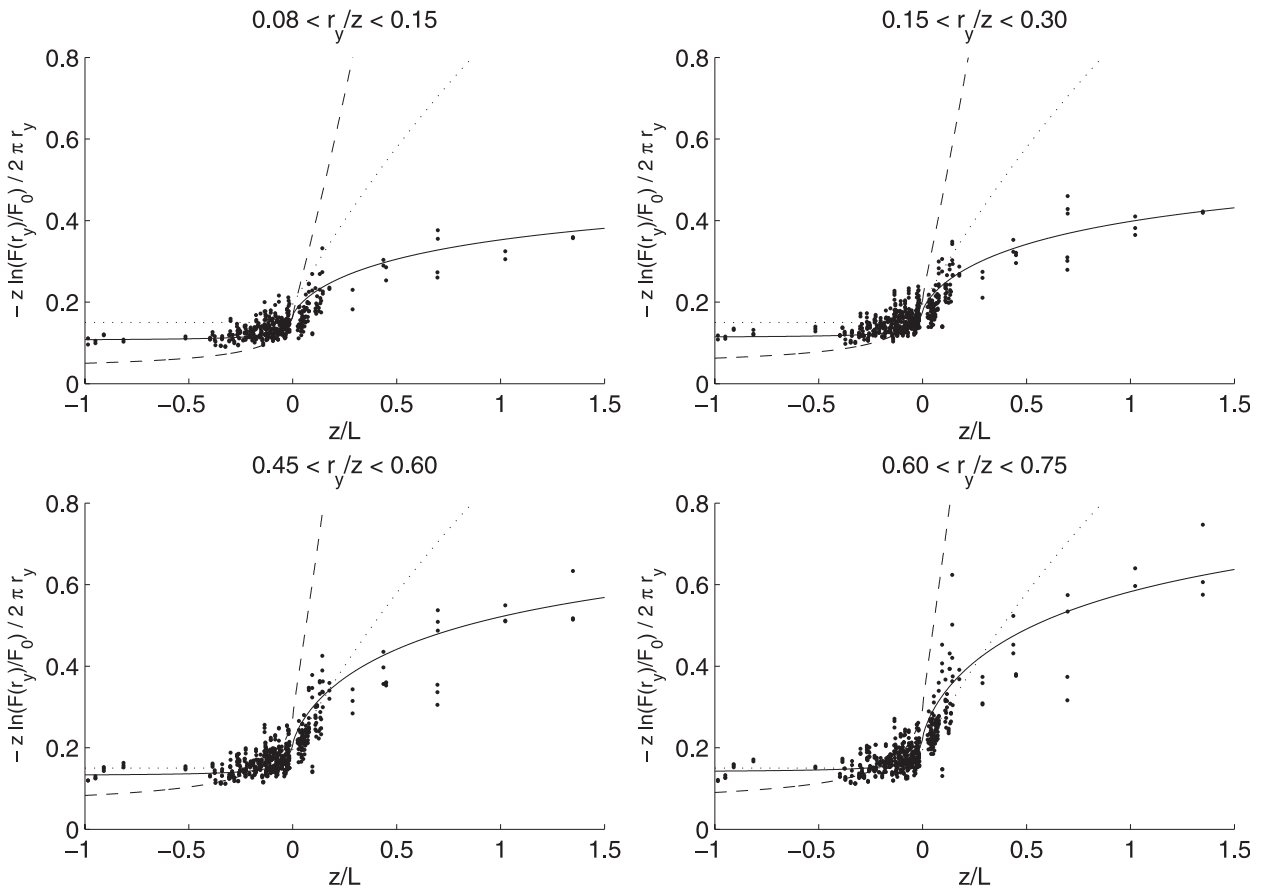 0.08 < r_y/z < 0.15
0.15 < r_y/z < 0.30
− z ln(F(r_y)/F_0) / 2 π r_y
0.8
0.6
0.4
0.2
0
−1 −0.5 0 0.5 1 1.5
z/L
− z ln(F(r_y)/F_0) / 2 π r_y
0.8
0.6
0.4
0.2
0
−1 −0.5 0 0.5 1 1.5
z/L
0.45 < r_y/z < 0.60
0.60 < r_y/z < 0.75
− z ln(F(r_y)/F_0) / 2 π r_y
0.8
0.6
0.4
0.2
0
−1 −0.5 0 0.5 1 1.5
z/L
− z ln(F(r_y)/F_0) / 2 π r_y
0.8
0.6
0.4
0.2
0
−1 −0.5 0 0.5 1 1.5
z/L